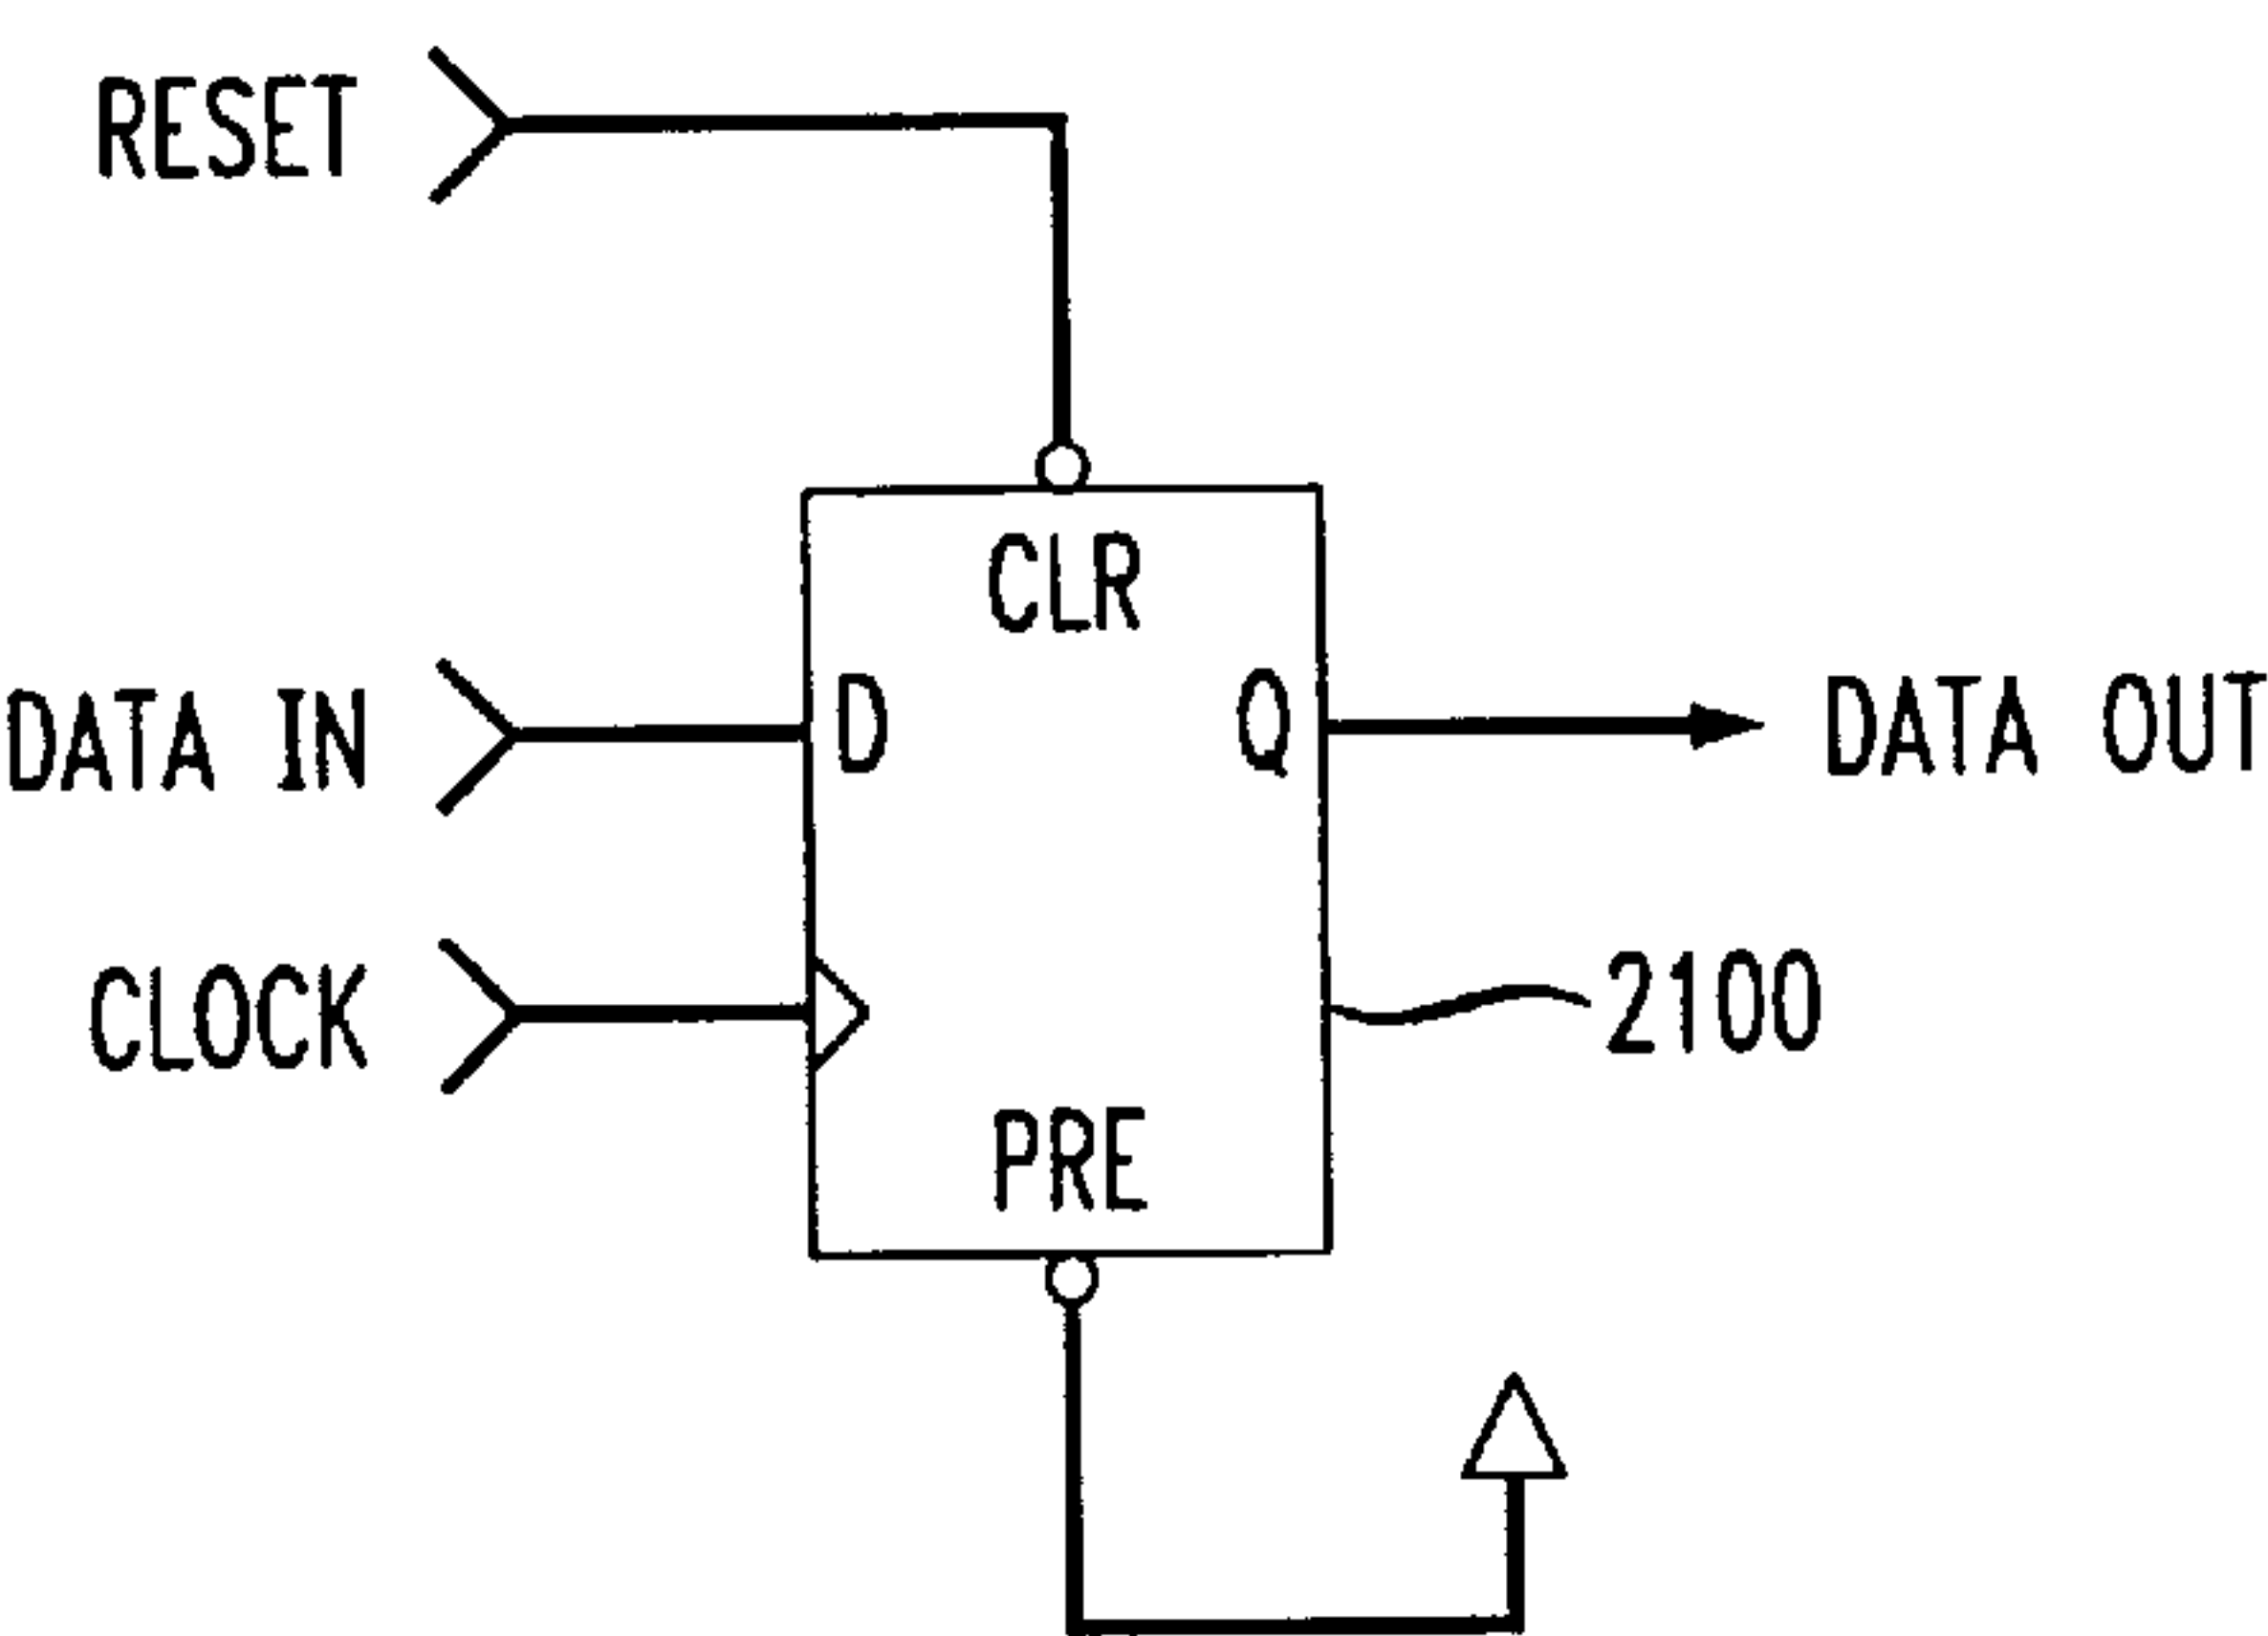 RESET
CLR
DATA IN
D
Q
DATA OUT
CLOCK
2100
PRE